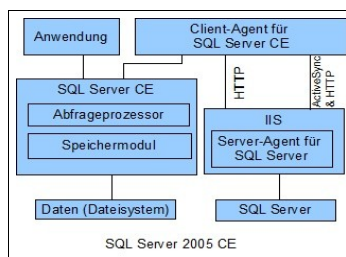 Anwendung
Client-Agent für
SQL Server CE
HTTP
ActiveSync
& HTTP
SQL Server CE
Abfrageprozessor
Speichermodul
IIS
Server-Agent für
SQL Server
Daten (Dateisystem)
SQL Server
SQL Server 2005 CE